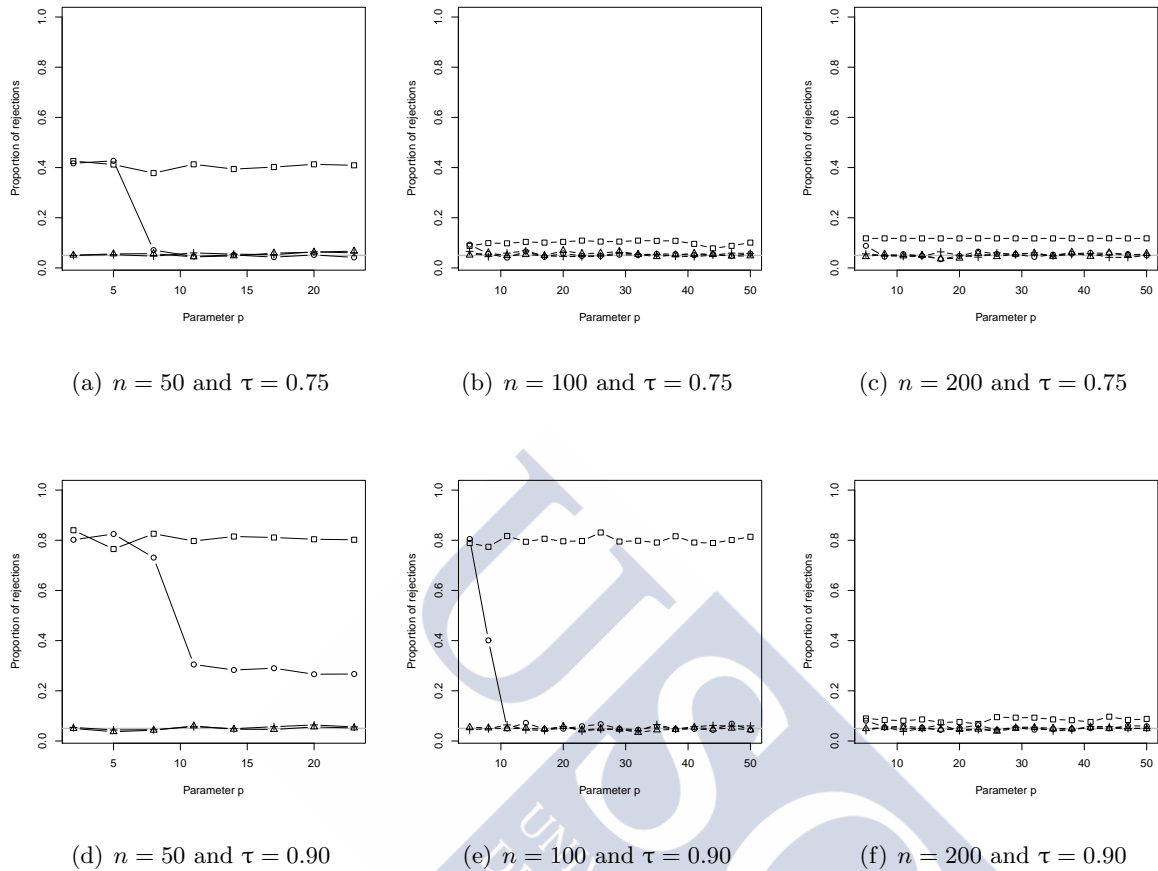 Proportion of rejections
0.0 0.2 0.4 0.6 0.8 1.0
5 10 15 20
Parameter p
Proportion of rejections
0.0 0.2 0.4 0.6 0.8 1.0
10 20 30 40 50
Parameter p
Proportion of rejections
0.0 0.2 0.4 0.6 0.8 1.0
10 20 30 40 50
Parameter p
(a) n = 50 and τ = 0.75
(b) n = 100 and τ = 0.75
(c) n = 200 and τ = 0.75
Proportion of rejections
0.0 0.2 0.4 0.6 0.8 1.0
5 10 15 20
Parameter p
Proportion of rejections
0.0 0.2 0.4 0.6 0.8 1.0
10 20 30 40 50
Parameter p
Proportion of rejections
0.0 0.2 0.4 0.6 0.8 1.0
10 20 30 40 50
Parameter p
(d) n = 50 and τ = 0.90
(e) n = 100 and τ = 0.90
(f) n = 200 and τ = 0.90
USC